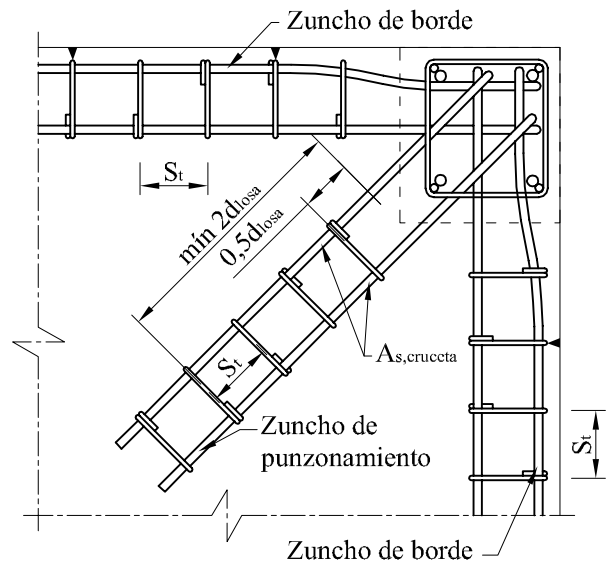 Zuncho de borde
St
mín 2dlosa
0,5dlosa
St
As,cruceta
Zuncho de
punzonamiento
St
Zuncho de borde